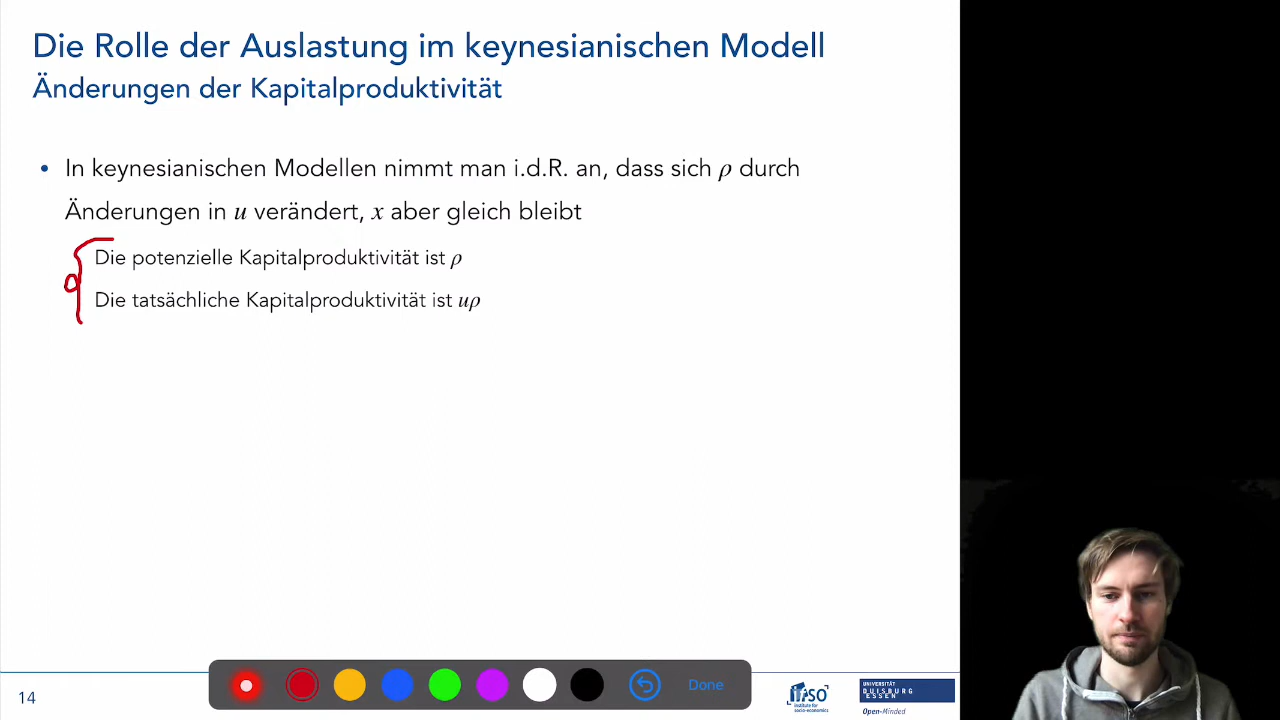 Die Rolle der Auslastung im keynesianischen Modell
Änderungen der Kapitalproduktivität
• In keynesianischen Modellen nimmt man i.d.R. an, dass sich ρ durch
Änderungen in u verändert, x aber gleich bleibt
Die potenzielle Kapitalproduktivität ist ρ
Die tatsächliche Kapitalproduktivität ist uρ
14
Done
ifso
institute for
socio-economics
UNIVERSITÄT
DUISBURG
ESSEN
Open-Minded